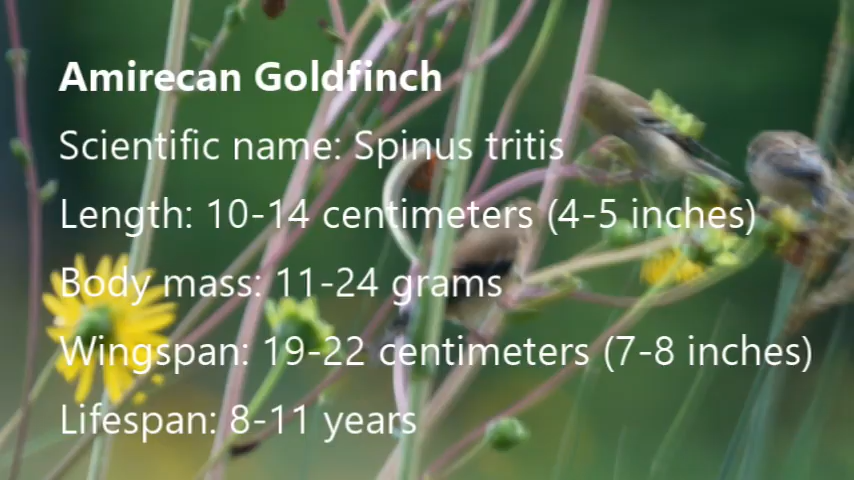 Amirecan Goldfinch
Scientific name: Spinus tritis
Length: 10-14 centimeters (4-5 inches)
Body mass: 11-24 grams
Wingspan: 19-22 centimeters (7-8 inches)
Lifespan: 8-11 years